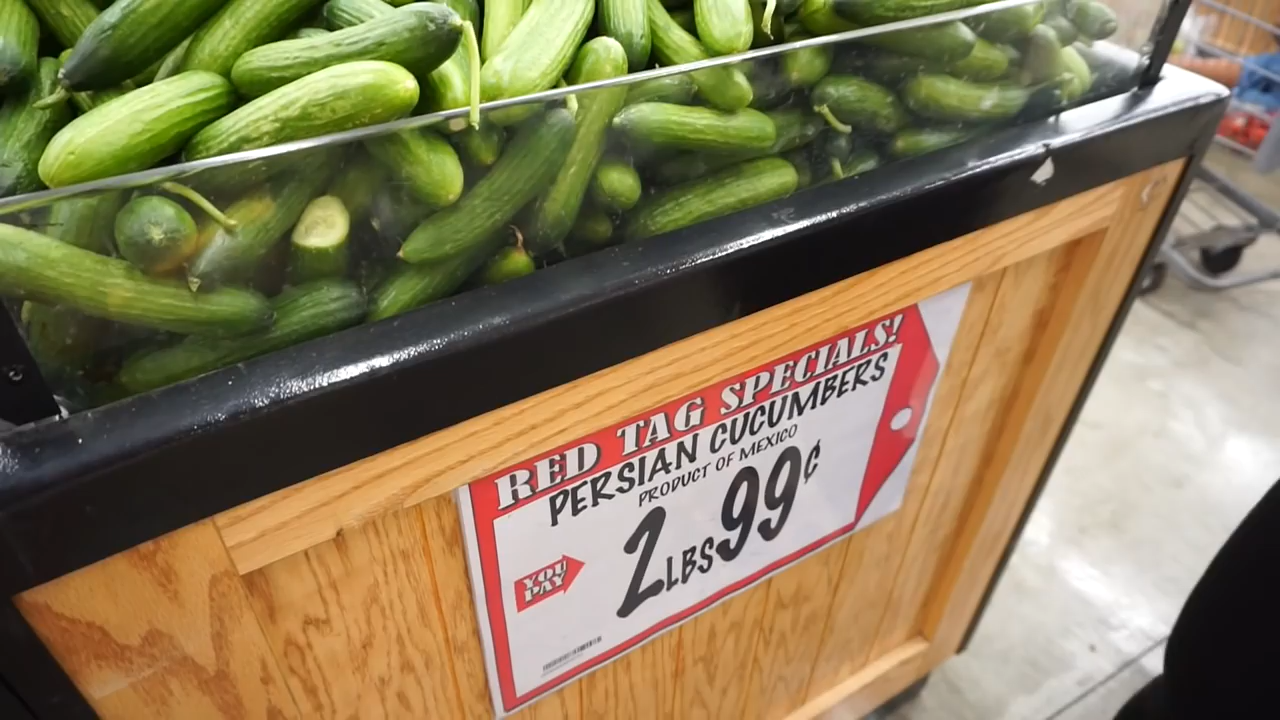 RED TAG SPECIALS!
PERSIAN CUCUMBERS
PRODUCT OF MEXICO
YOU
PAY
2 LBS 99¢